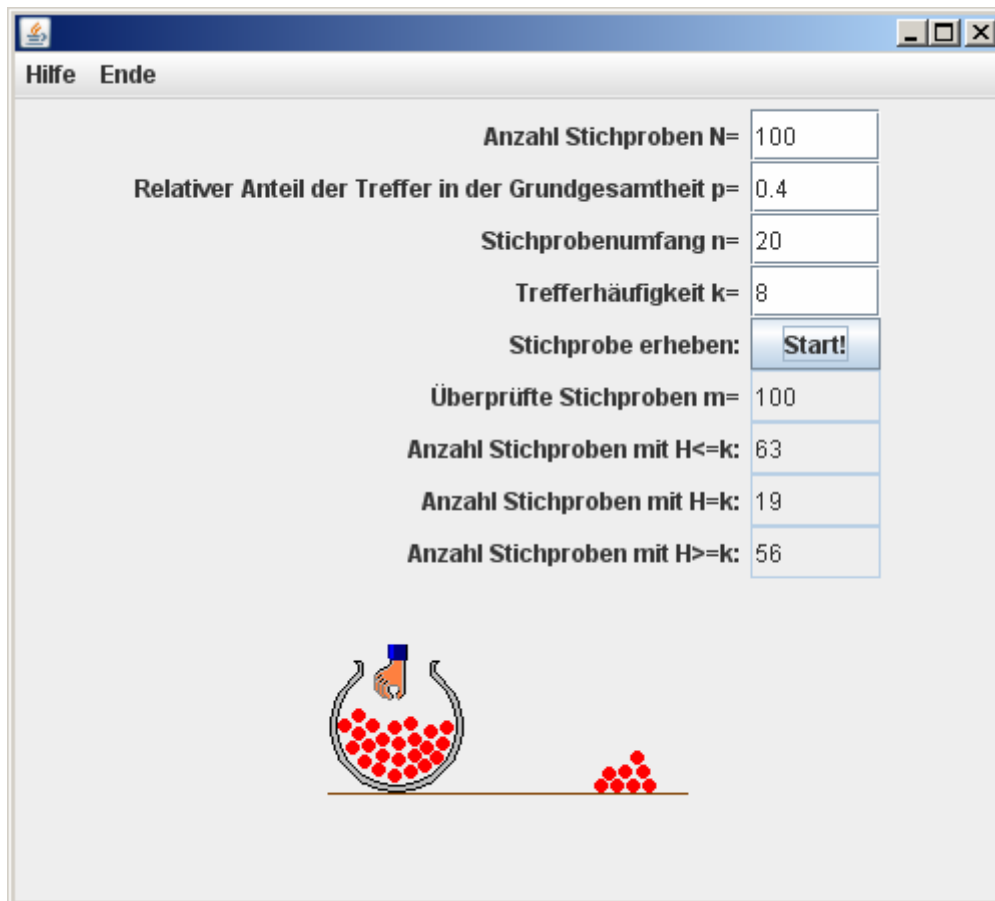 Hilfe Ende
Anzahl Stichproben N= 100
Relativer Anteil der Treffer in der Grundgesamtheit p= 0.4
Stichprobenumfang n= 20
Trefferhäufigkeit k= 8
Stichprobe erheben: Start!
Überprüfte Stichproben m= 100
Anzahl Stichproben mit H<=k: 63
Anzahl Stichproben mit H=k: 19
Anzahl Stichproben mit H>=k: 56